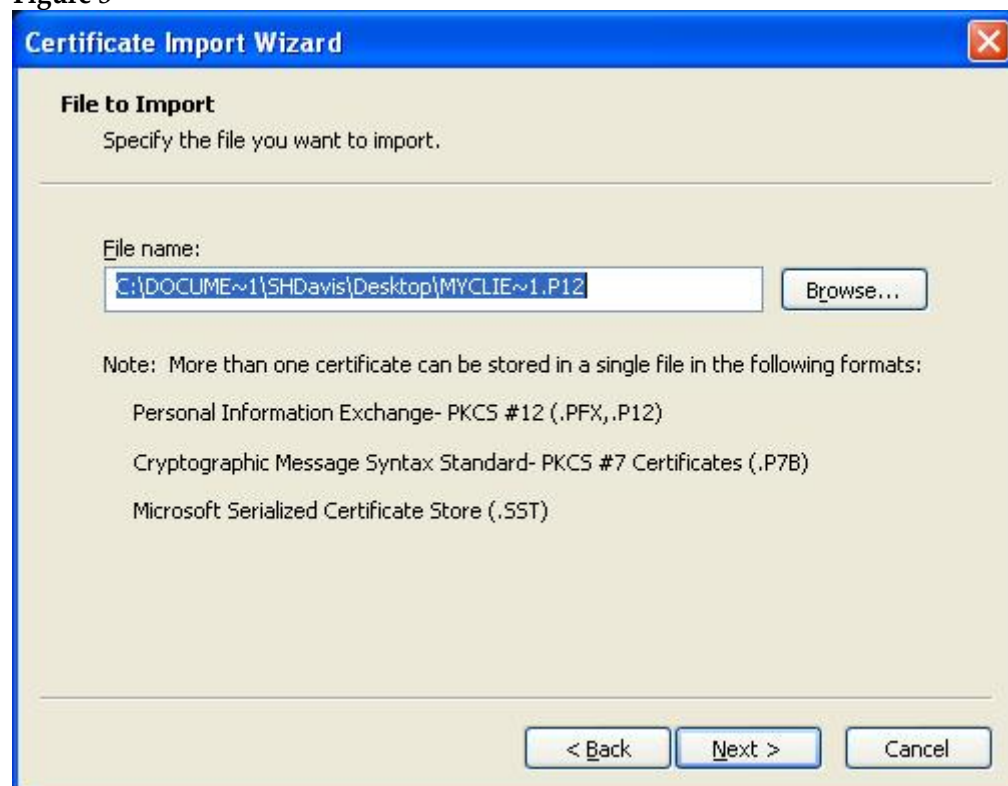 Figure 3
Certificate Import Wizard
File to Import
Specify the file you want to import.
File name:
C:\DOCUME~1\SHDavis\Desktop\MYCLIE~1.P12
Browse...
Note:  More than one certificate can be stored in a single file in the following formats:
Personal Information Exchange- PKCS #12 (.PFX,.P12)
Cryptographic Message Syntax Standard- PKCS #7 Certificates (.P7B)
Microsoft Serialized Certificate Store (.SST)
< Back
Next >
Cancel